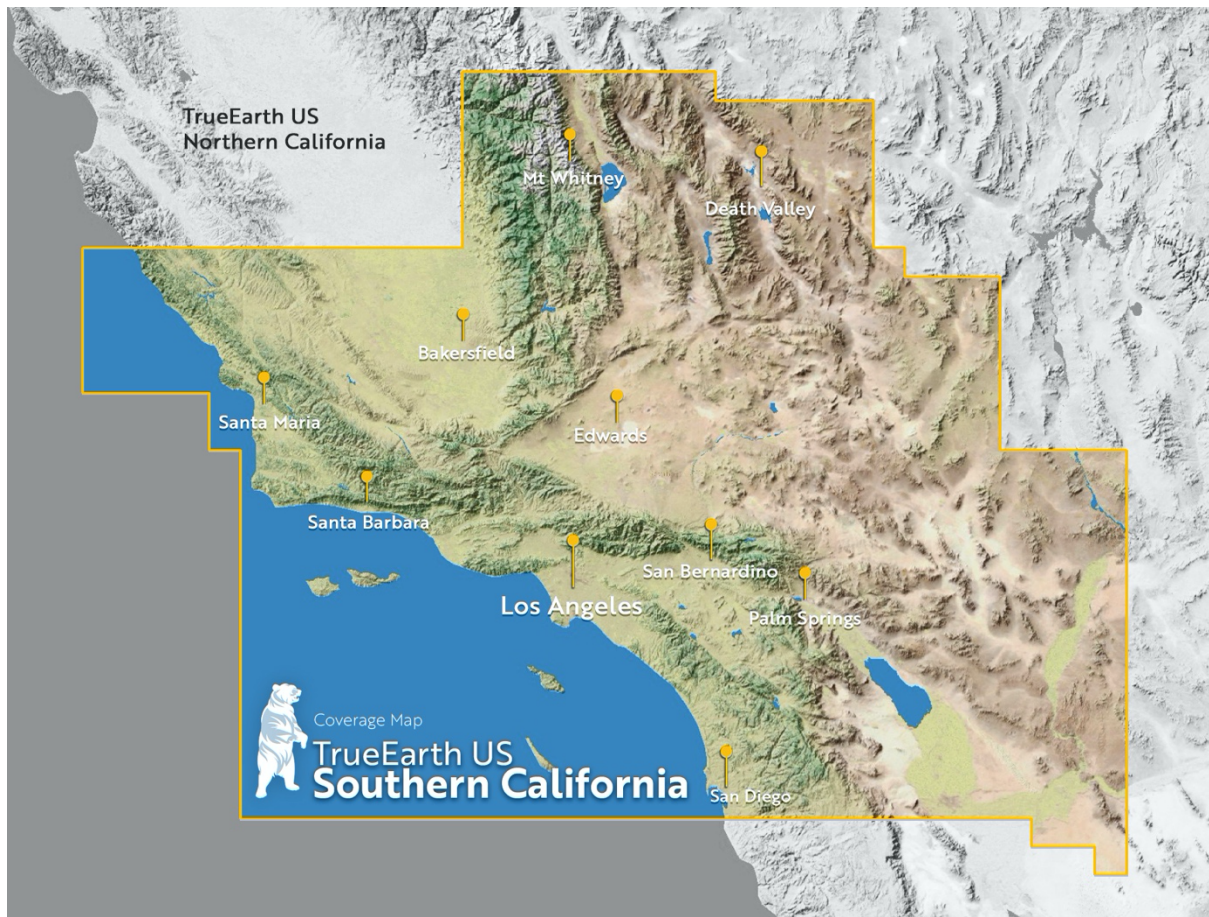 TrueEarth US
Northern California
Mt Whitney
Death Valley
Bakersfield
Santa Maria
Edwards
Santa Barbara
San Bernardino
Los Angeles
Palm Springs
Coverage Map
TrueEarth US
Southern California
San Diego